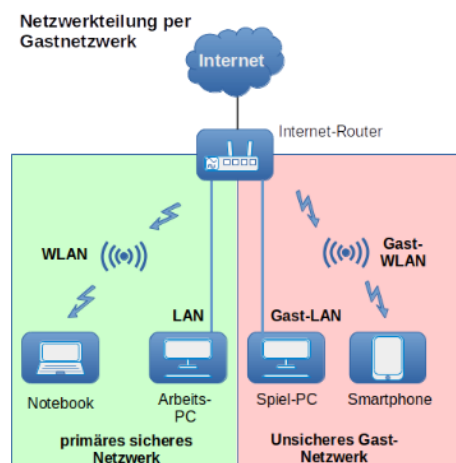 Netzwerkteilung per
Gastnetzwerk
Internet
Internet-Router
WLAN
Gast-
WLAN
LAN
Gast-LAN
Notebook
Arbeits-
PC
Spiel-PC
Smartphone
primäres sicheres
Netzwerk
Unsicheres Gast-
Netzwerk